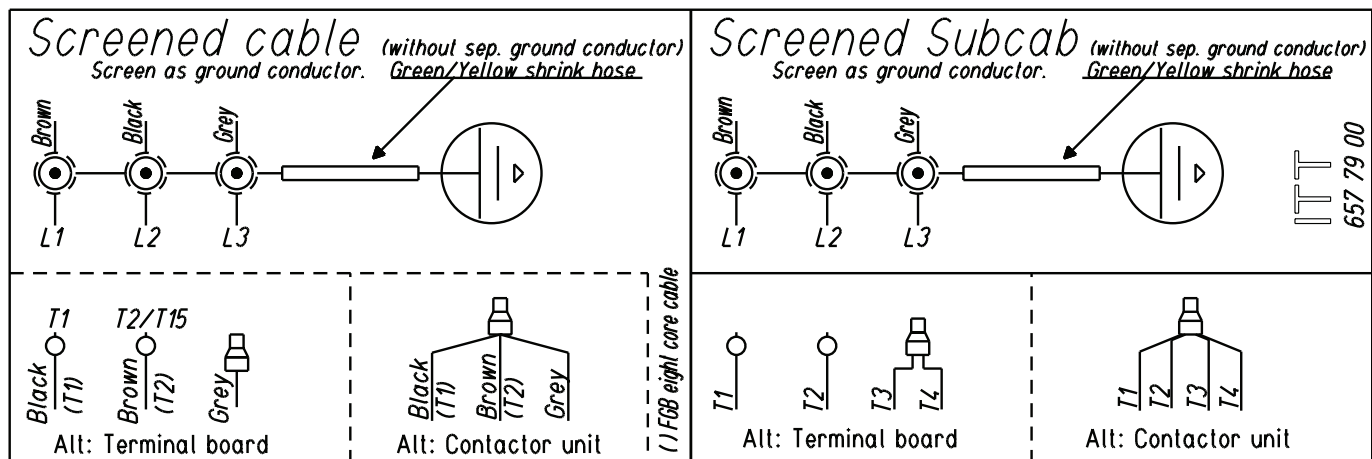 Screened cable (without sep. ground conductor)
Screen as ground conductor. Green/Yellow shrink hose
Brown
Black
Grey
L1
L2
L3
T1
T2/T15
Black
(T1)
Brown
(T2)
Grey
Alt: Terminal board
Black
(T1)
Brown
(T2)
Grey
Alt: Contactor unit
( ) FGB eight core cable
Screened Subcab (without sep. ground conductor)
Screen as ground conductor. Green/Yellow shrink hose
Brown
Black
Grey
L1
L2
L3
ITT
657 79 00
T1
T2
T3
T4
Alt: Terminal board
T1
T2
T3
T4
Alt: Contactor unit